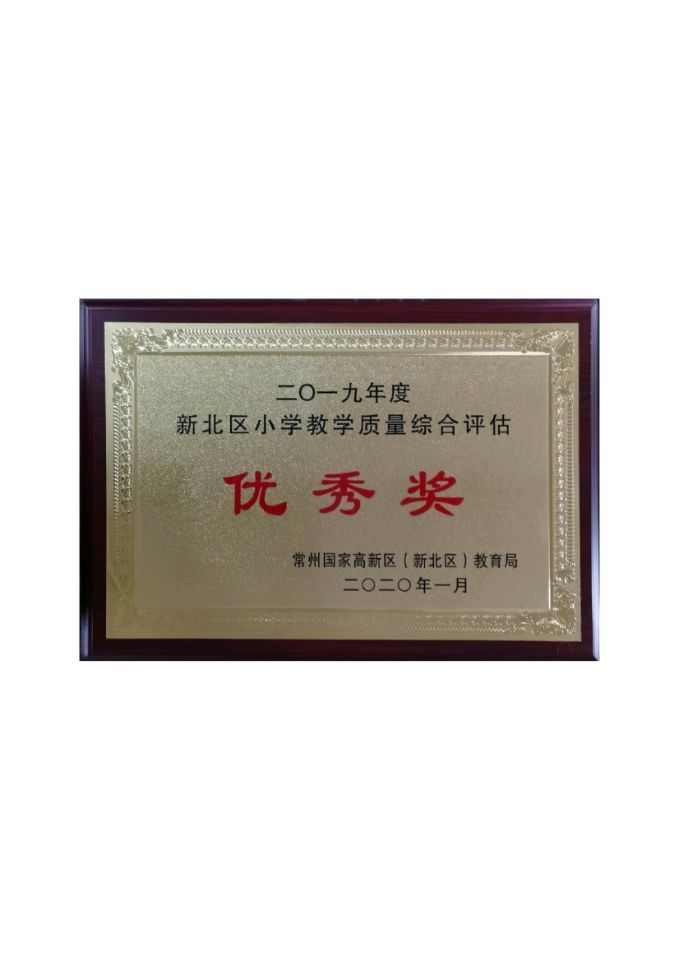 二〇一九年度
新北区小学教学质量综合评估
优秀奖
常州国家高新区（新北区）教育局
二〇二〇年一月